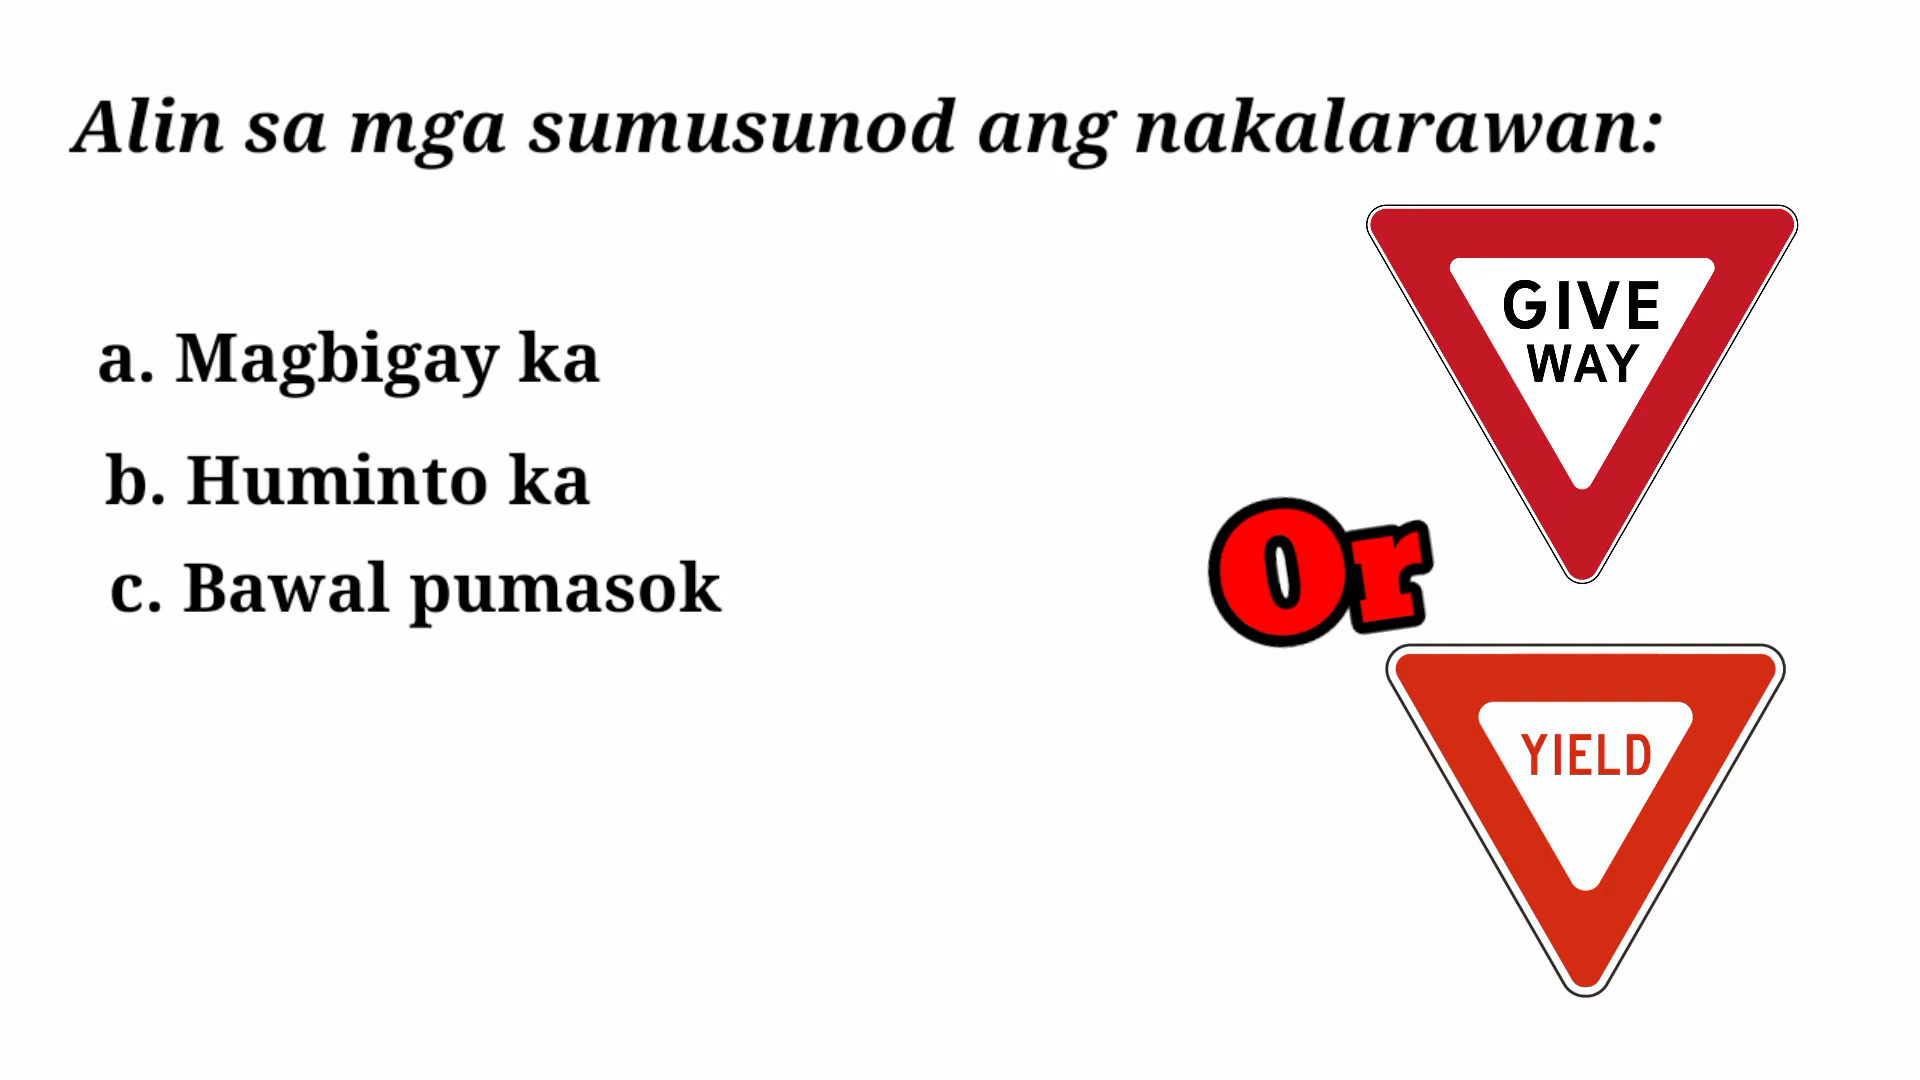 Alin sa mga sumusunod ang nakalarawan:
a. Magbigay ka
b. Huminto ka
c. Bawal pumasok
GIVE
WAY
Or
YIELD